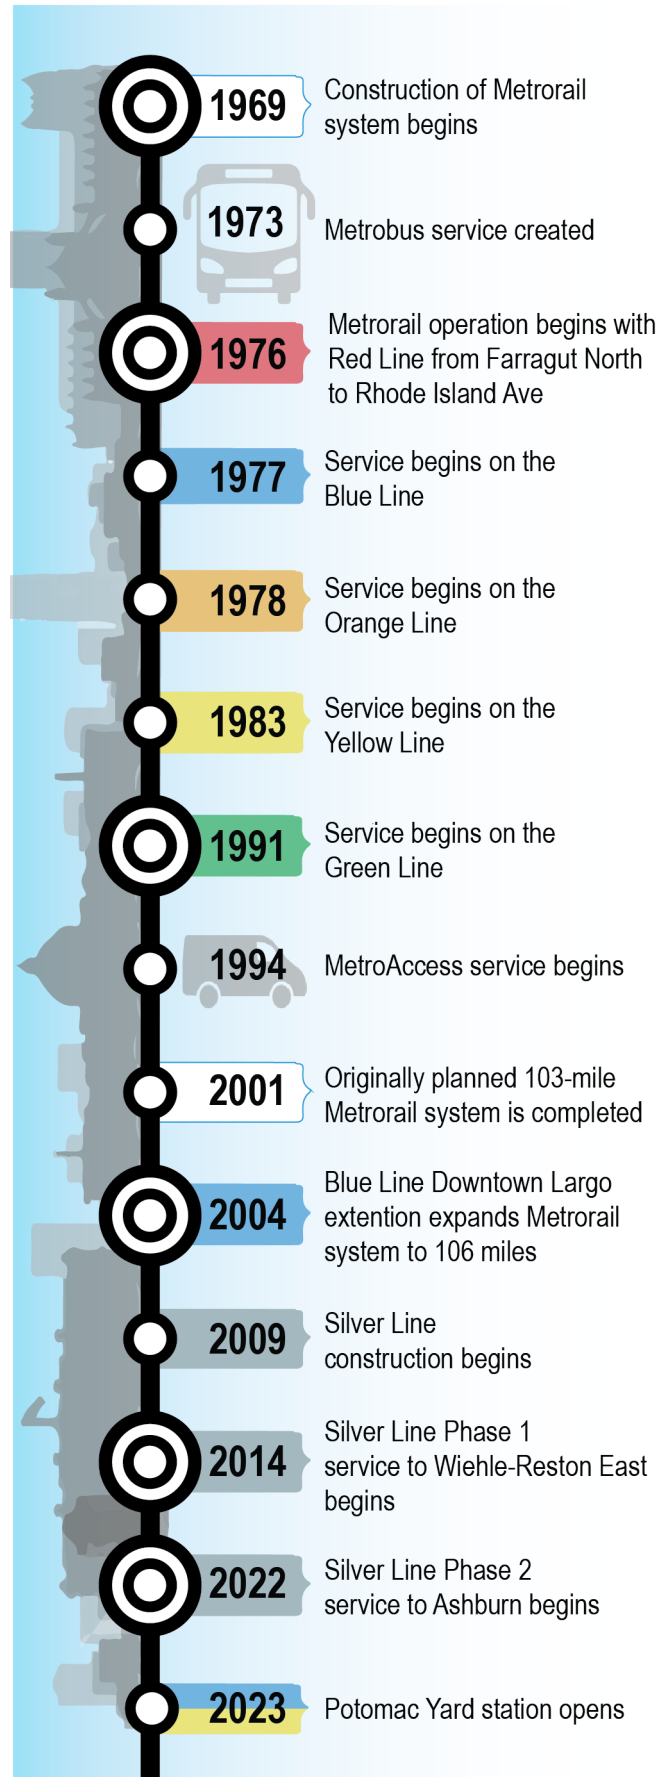 1969
Construction of Metrorail
system begins
1973
Metrobus service created
1976
Metrorail operation begins with
Red Line from Farragut North
to Rhode Island Ave
1977
Service begins on the
Blue Line
1978
Service begins on the
Orange Line
1983
Service begins on the
Yellow Line
1991
Service begins on the
Green Line
1994
MetroAccess service begins
2001
Originally planned 103-mile
Metrorail system is completed
2004
Blue Line Downtown Largo
extention expands Metrorail
system to 106 miles
2009
Silver Line
construction begins
2014
Silver Line Phase 1
service to Wiehle-Reston East
begins
2022
Silver Line Phase 2
service to Ashburn begins
2023
Potomac Yard station opens